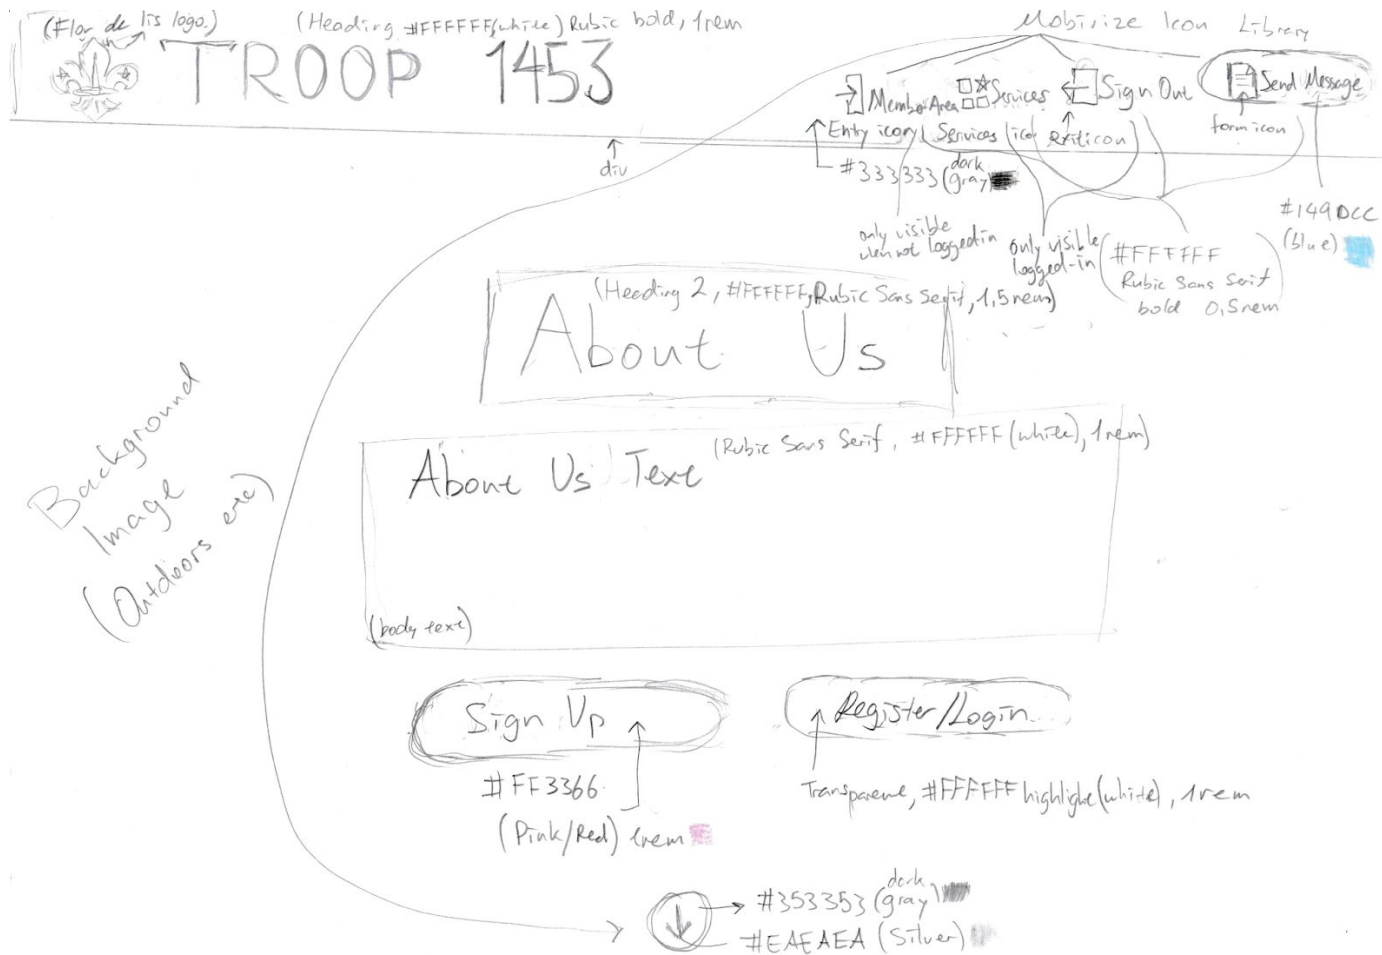 (Flor de lis logo.)
(Heading #FFFFFF(white) Rubic bold, 1rem
Mobirize Icon Library
TROOP 1453
Member Area
Services
Sign Out
Send Message
Entry icon
Services icon
Exit icon
form icon
div
#333333 (dark gray)
#149DCC
(blue)
only visible
when not logged in
only visible
logged-in
(#FFFFFF
Rubic Sans Serif
bold 0,5rem)
(Heading 2, #FFFFFF, Rubic Sans Serif, 1,5rem)
About Us
Background
Image
(Outdoors etc)
About Us Text
(Rubic Sans Serif, #FFFFFF (white), 1rem)
(body text)
Sign Up
Register/Login
#FF3366
(Pink/Red) 1rem
Transparent, #FFFFFF highlight (white), 1rem
#353353 (dark gray)
#EAEAEA (Silver)